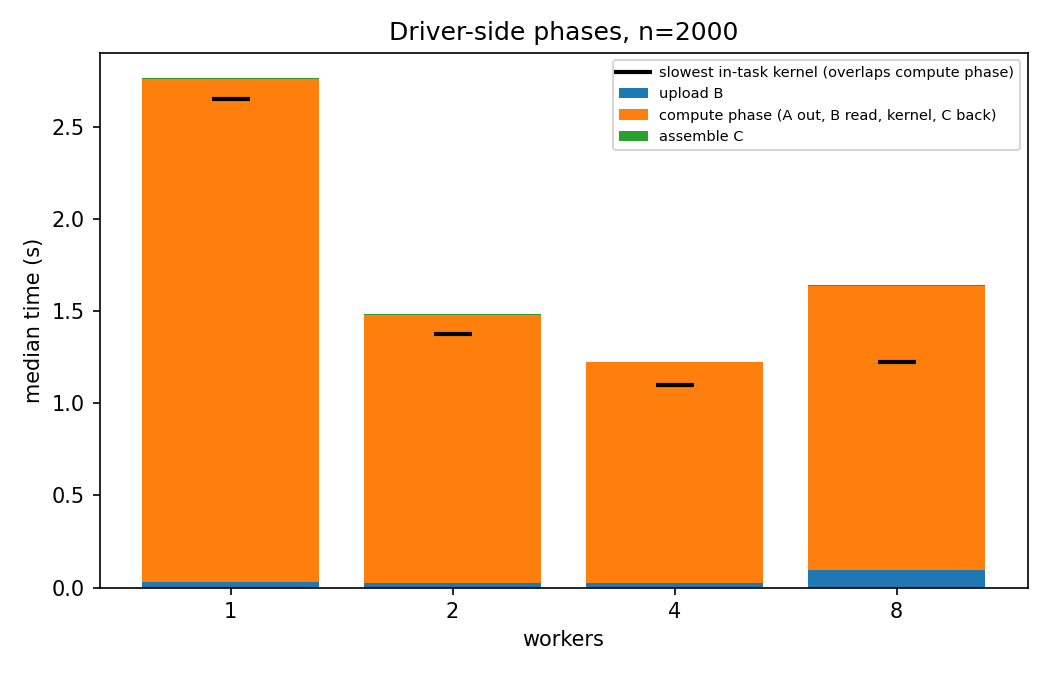 Driver-side phases, n=2000
slowest in-task kernel (overlaps compute phase)
upload B
compute phase (A out, B read, kernel, C back)
assemble C
median time (s)
2.5
2.0
1.5
1.0
0.5
0.0
1 2 4 8
workers